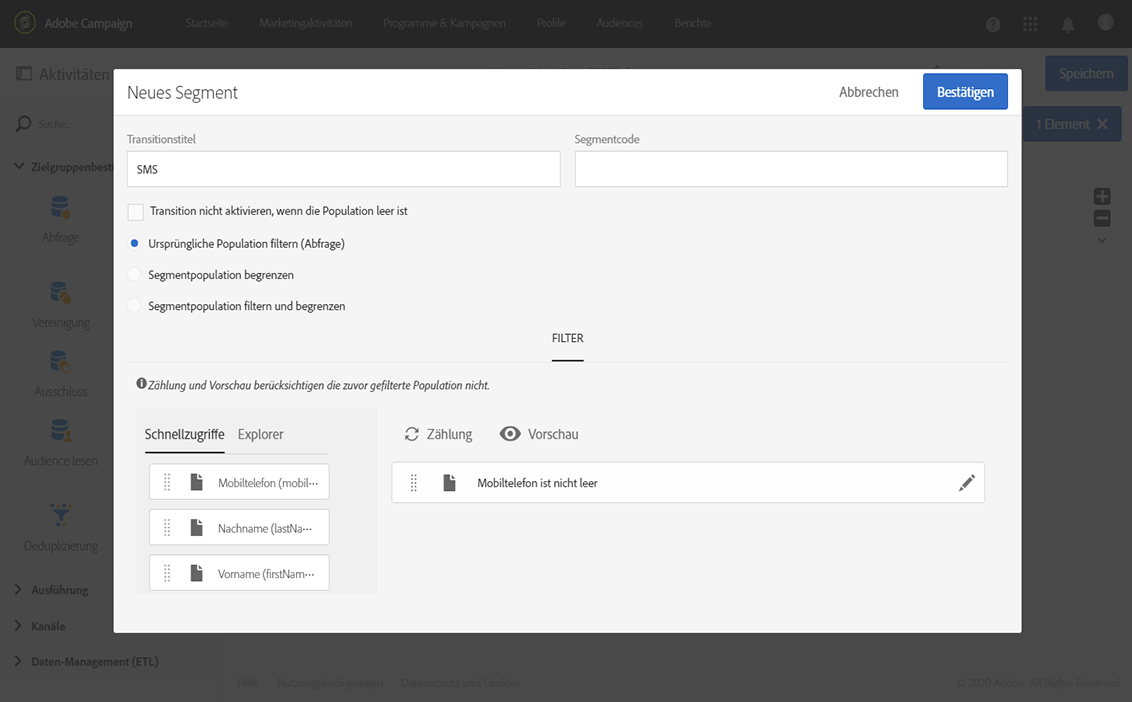 Adobe Campaign
Startseite
Marketingaktivitäten
Programme & Kampagnen
Profile
Audiences
Berichte
Aktivitäten
Speichern
Neues Segment
Abbrechen
Bestätigen
Suche...
1 Element
Transitionstitel
Segmentcode
SMS
Zielgruppenbesti
Transition nicht aktivieren, wenn die Population leer ist
Abfrage
Ursprüngliche Population filtern (Abfrage)
Segmentpopulation begrenzen
Segmentpopulation filtern und begrenzen
Vereinigung
FILTER
Zählung und Vorschau berücksichtigen die zuvor gefilterte Population nicht.
Ausschluss
Schnellzugriffe
Explorer
Zählung
Vorschau
Audience lesen
Mobiltelefon (mobil···
Mobiltelefon ist nicht leer
Nachname (lastNa···
Deduplizierung
Vorname (firstNam···
Ausführung
Kanäle
Daten-Management (ETL)
Hilfe
Nutzungsbedingungen
Datenschutz und Cookies
© 2020 Adobe. All Rights Reserved.